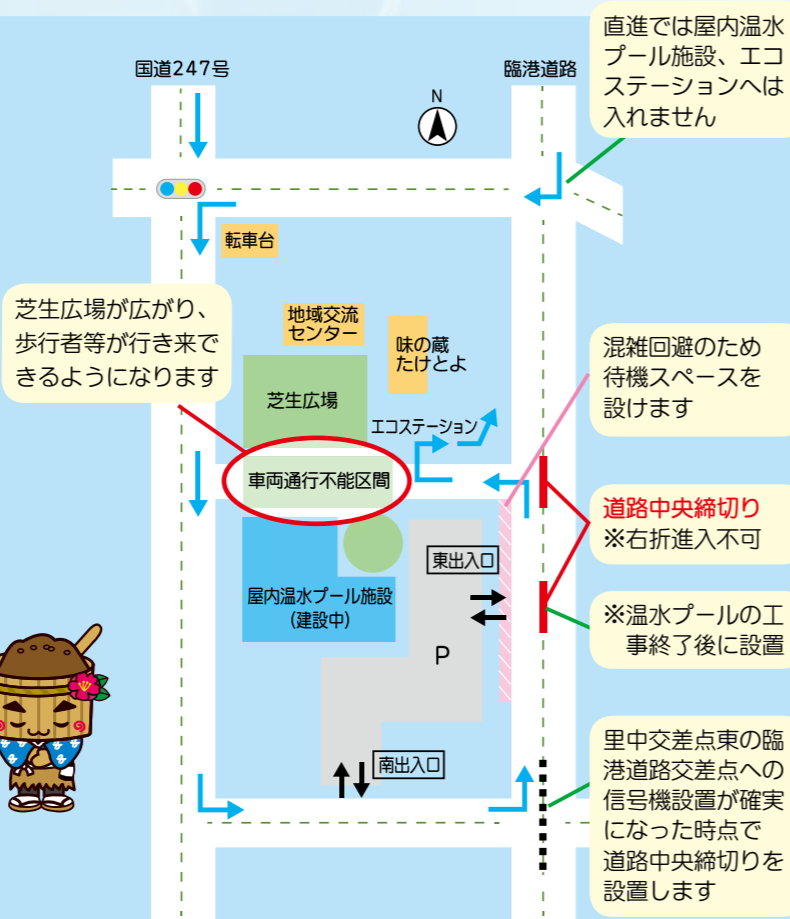 直進では屋内温水
プール施設、エコ
ステーションへは
入れません
国道247号
臨港道路
N
転車台
芝生広場が広がり、
歩行者等が行き来で
きるようになります
地域交流
センター
味の蔵
たけとよ
混雑回避のため
待機スペースを
設けます
芝生広場
エコステーション
車両通行不能区間
道路中央締切り
※右折進入不可
東出入口
屋内温水プール施設
(建設中)
P
※温水プールの工
事終了後に設置
南出入口
里中交差点東の臨
港道路交差点への
信号機設置が確実
になった時点で
道路中央締切りを
設置します